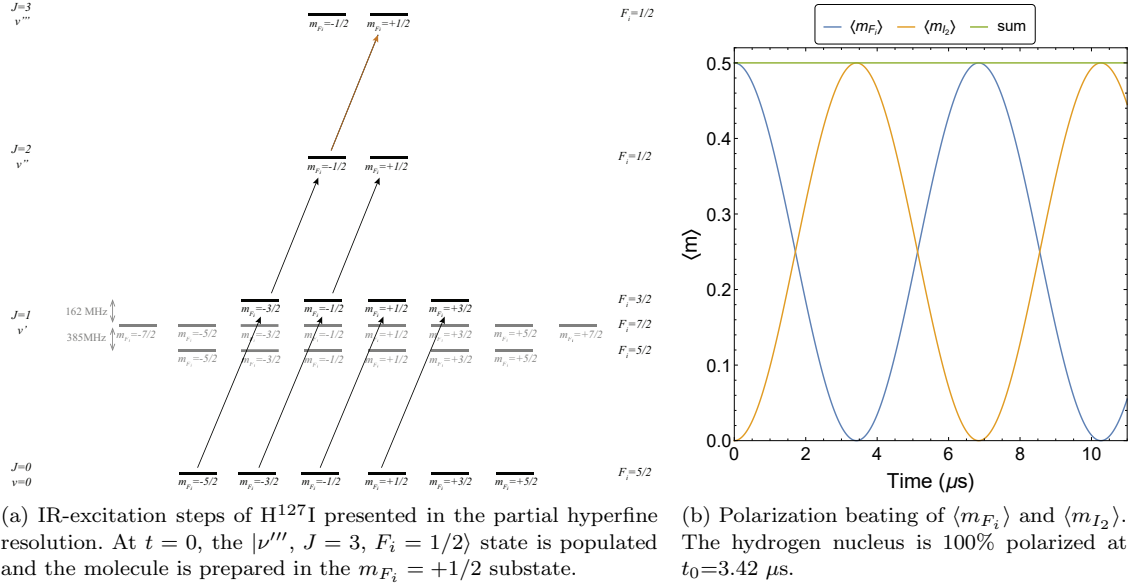 J=3
v'''
m_{F_i}=-1/2 m_{F_i}=+1/2
F_i=1/2
J=2
v''
m_{F_i}=-1/2 m_{F_i}=+1/2
F_i=1/2
162 MHz
J=1
v'
385MHz
m_{F_i}=-3/2 m_{F_i}=-1/2 m_{F_i}=+1/2 m_{F_i}=+3/2
F_i=3/2
m_{F_i}=-7/2 m_{F_i}=-5/2 m_{F_i}=-3/2 m_{F_i}=-1/2 m_{F_i}=+1/2 m_{F_i}=+3/2 m_{F_i}=+5/2 m_{F_i}=+7/2
F_i=7/2
m_{F_i}=-5/2 m_{F_i}=-3/2 m_{F_i}=-1/2 m_{F_i}=+1/2 m_{F_i}=+3/2 m_{F_i}=+5/2
F_i=5/2
J=0
v=0
m_{F_i}=-5/2 m_{F_i}=-3/2 m_{F_i}=-1/2 m_{F_i}=+1/2 m_{F_i}=+3/2 m_{F_i}=+5/2
F_i=5/2
(a) IR-excitation steps of H¹²⁷I presented in the partial hyperfine
resolution. At t = 0, the |ν''', J = 3, F_i = 1/2⟩ state is populated
and the molecule is prepared in the m_{F_i} = +1/2 substate.
⟨m_{F_i}⟩ ⟨m_{I_2}⟩ sum
0.5
0.4
0.3
0.2
0.1
0.0
⟨m⟩
0 2 4 6 8 10
Time (μs)
(b) Polarization beating of ⟨m_{F_i}⟩ and ⟨m_{I_2}⟩.
The hydrogen nucleus is 100% polarized at
t₀=3.42 μs.